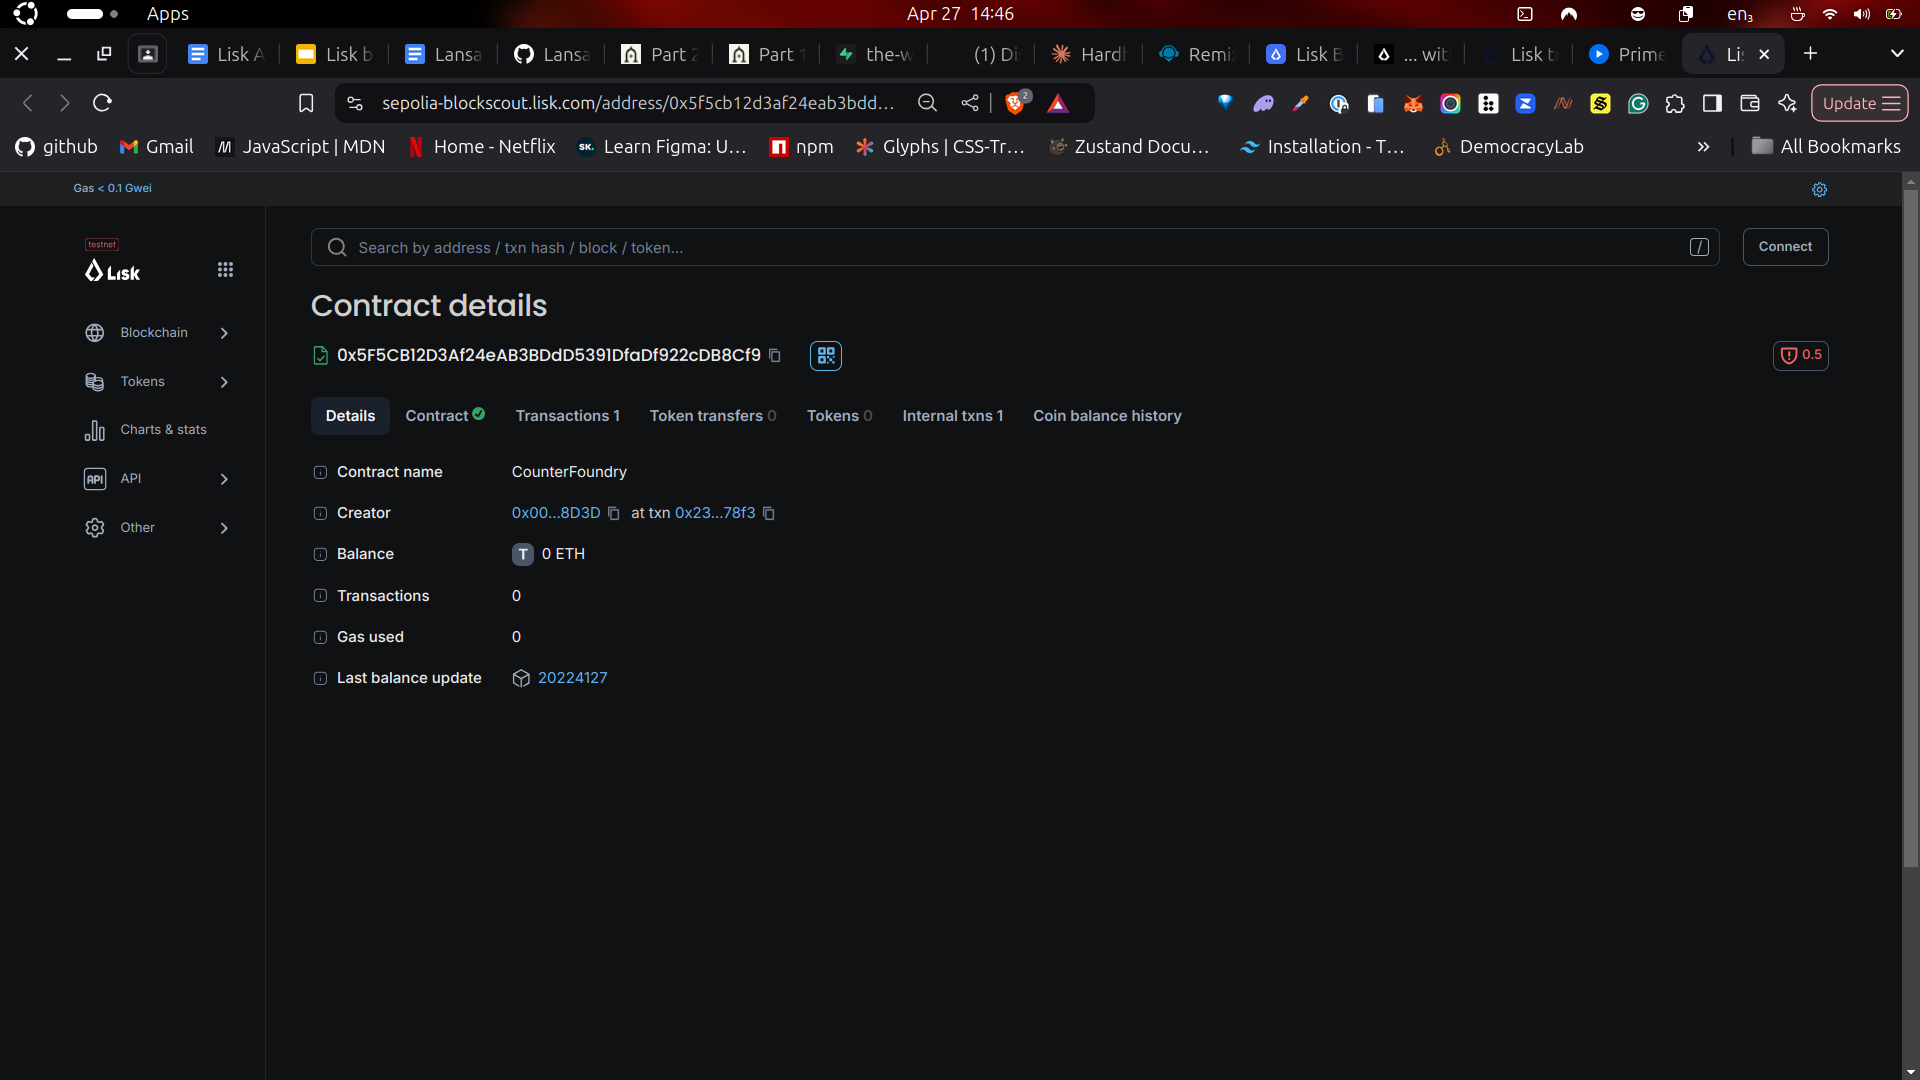 Apps
Apr 27 14:46
en₃
Lisk A
Lisk b
Lansa
Lansa
Part 2
Part 1
the-w
(1) Di
Hardh
Remix
Lisk B
... wit
Lisk t
Prime
Li
sepolia-blockscout.lisk.com/address/0x5f5cb12d3af24eab3bdd...
2
Update
github
Gmail
JavaScript | MDN
Home - Netflix
Learn Figma: U...
npm
Glyphs | CSS-Tr...
Zustand Docu...
Installation - T...
DemocracyLab
All Bookmarks
Gas < 0.1 Gwei
testnet
Lisk
Search by address / txn hash / block / token...
/
Connect
Blockchain
Tokens
Charts & stats
API
Other
Contract details
0x5F5CB12D3Af24eAB3BDdD5391DfaDf922cDB8Cf9
0.5
Details
Contract
Transactions 1
Token transfers 0
Tokens 0
Internal txns 1
Coin balance history
Contract name CounterFoundry
Creator 0x00...8D3D at txn 0x23...78f3
Balance T 0 ETH
Transactions 0
Gas used 0
Last balance update 20224127